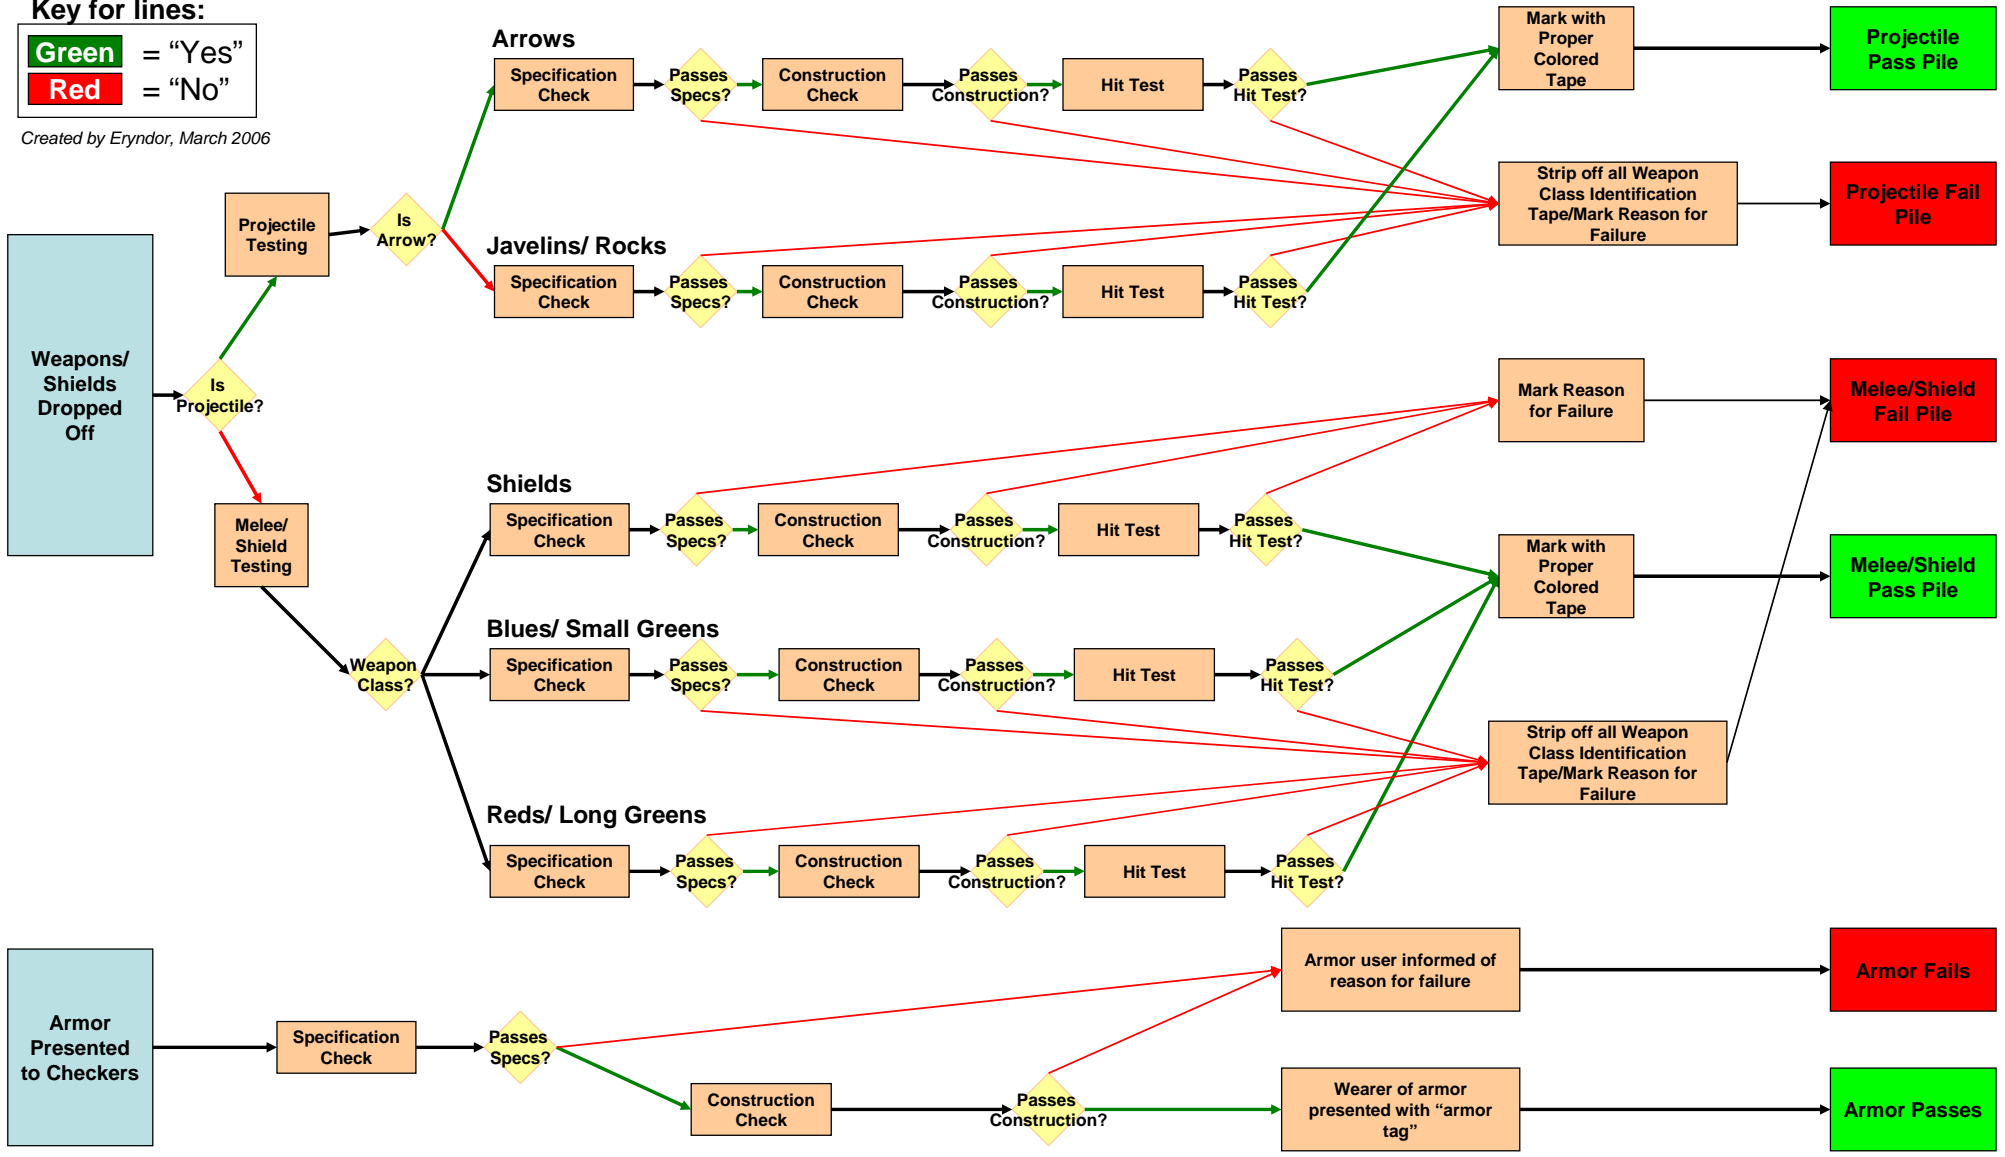 Key for lines:
Green = “Yes”
Red = “No”
Created by Eryndor, March 2006
Weapons/
Shields
Dropped
Off
Is
Projectile?
Projectile
Testing
Is
Arrow?
Arrows
Specification
Check
Passes
Specs?
Construction
Check
Passes
Construction?
Hit Test
Passes
Hit Test?
Mark with
Proper
Colored
Tape
Projectile
Pass Pile
Strip off all Weapon
Class Identification
Tape/Mark Reason for
Failure
Projectile Fail
Pile
Javelins/ Rocks
Specification
Check
Passes
Specs?
Construction
Check
Passes
Construction?
Hit Test
Passes
Hit Test?
Mark Reason
for Failure
Melee/Shield
Fail Pile
Melee/
Shield
Testing
Weapon
Class?
Shields
Specification
Check
Passes
Specs?
Construction
Check
Passes
Construction?
Hit Test
Passes
Hit Test?
Mark with
Proper
Colored
Tape
Melee/Shield
Pass Pile
Blues/ Small Greens
Specification
Check
Passes
Specs?
Construction
Check
Passes
Construction?
Hit Test
Passes
Hit Test?
Strip off all Weapon
Class Identification
Tape/Mark Reason for
Failure
Reds/ Long Greens
Specification
Check
Passes
Specs?
Construction
Check
Passes
Construction?
Hit Test
Passes
Hit Test?
Armor
Presented
to Checkers
Specification
Check
Passes
Specs?
Construction
Check
Passes
Construction?
Armor user informed of
reason for failure
Armor Fails
Wearer of armor
presented with “armor
tag”
Armor Passes